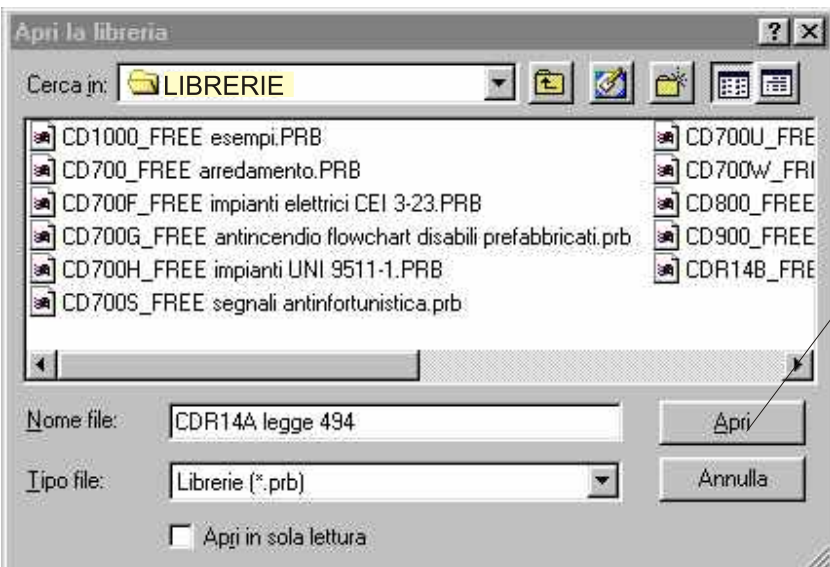 Apri la libreria
Cerca in: LIBRERIE
CD1000_FREE esempi.PRB
CD700_FREE arredamento.PRB
CD700F_FREE impianti elettrici CEI 3-23.PRB
CD700G_FREE antincendio flowchart disabili prefabbricati.prb
CD700H_FREE impianti UNI 9511-1.PRB
CD700S_FREE segnali antinfortunistica.prb
CD700U_FRE
CD700W_FRI
CD800_FREE
CD900_FREE
CDR14B_FRE
Nome file: CDR14A legge 494 Apri
Tipo file: Librerie (*.prb) Annulla
Apri in sola lettura